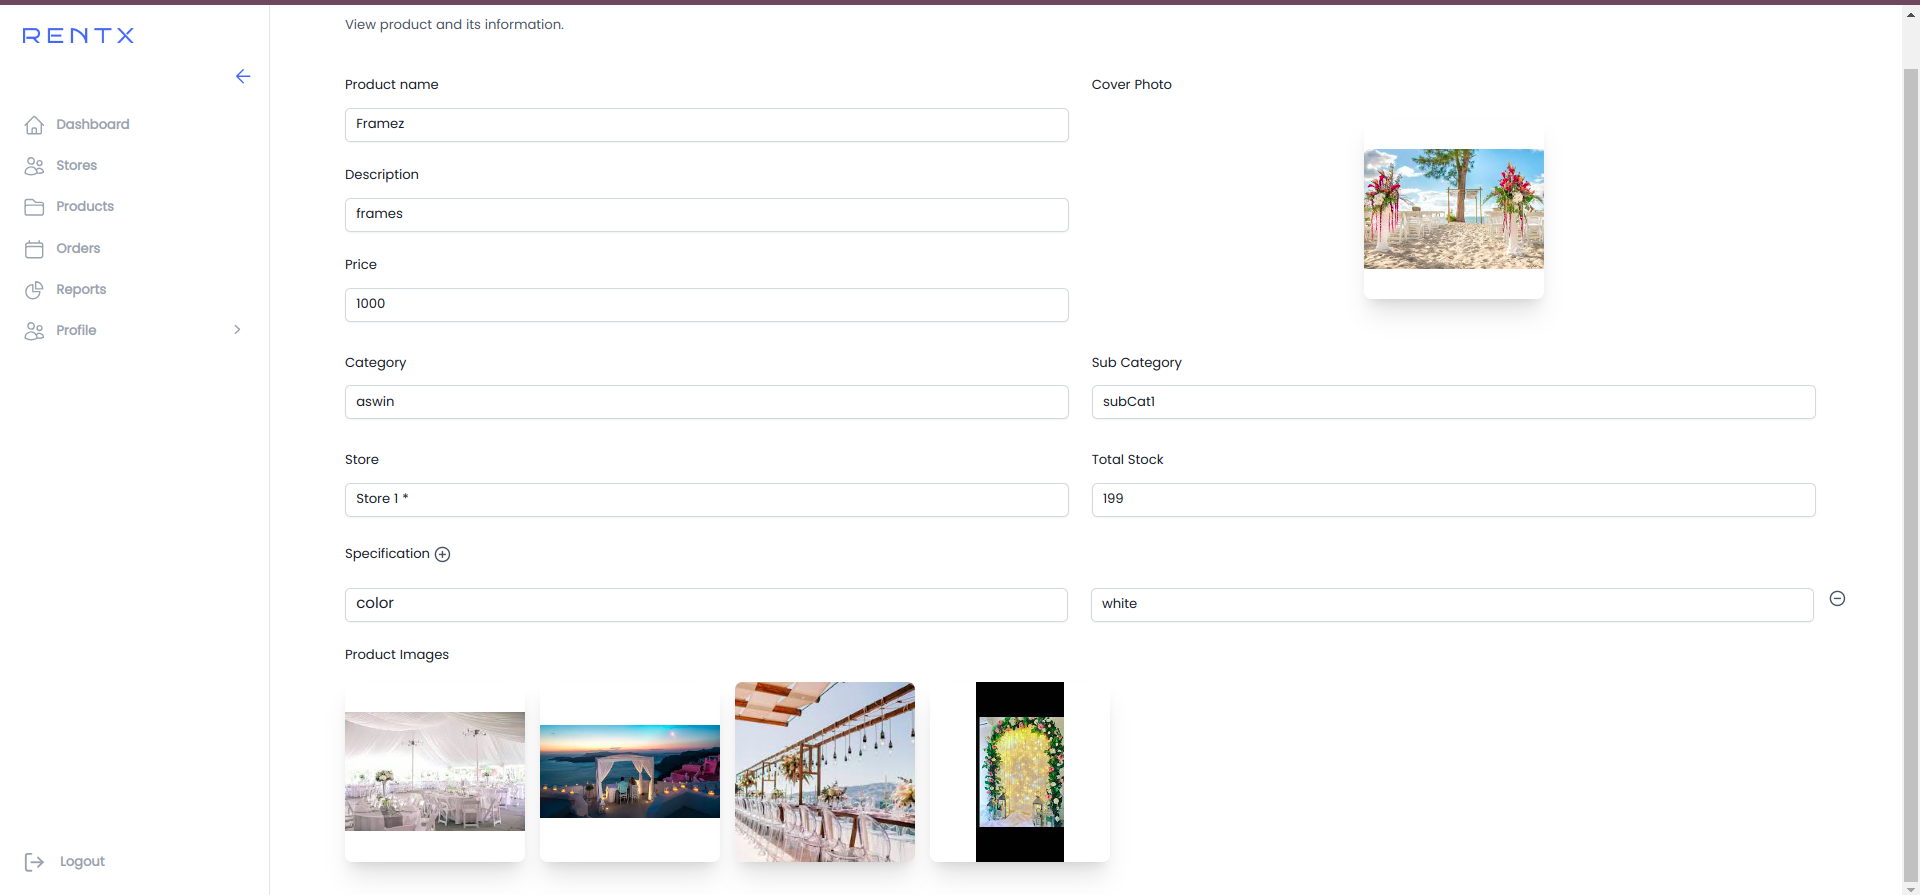 RENTX
Dashboard
Stores
Products
Orders
Reports
Profile
Logout
View product and its information.
Product name
Framez
Cover Photo
Description
frames
Price
1000
Category
aswin
Sub Category
subCat1
Store
Store 1 *
Total Stock
199
Specification
color
white
Product Images